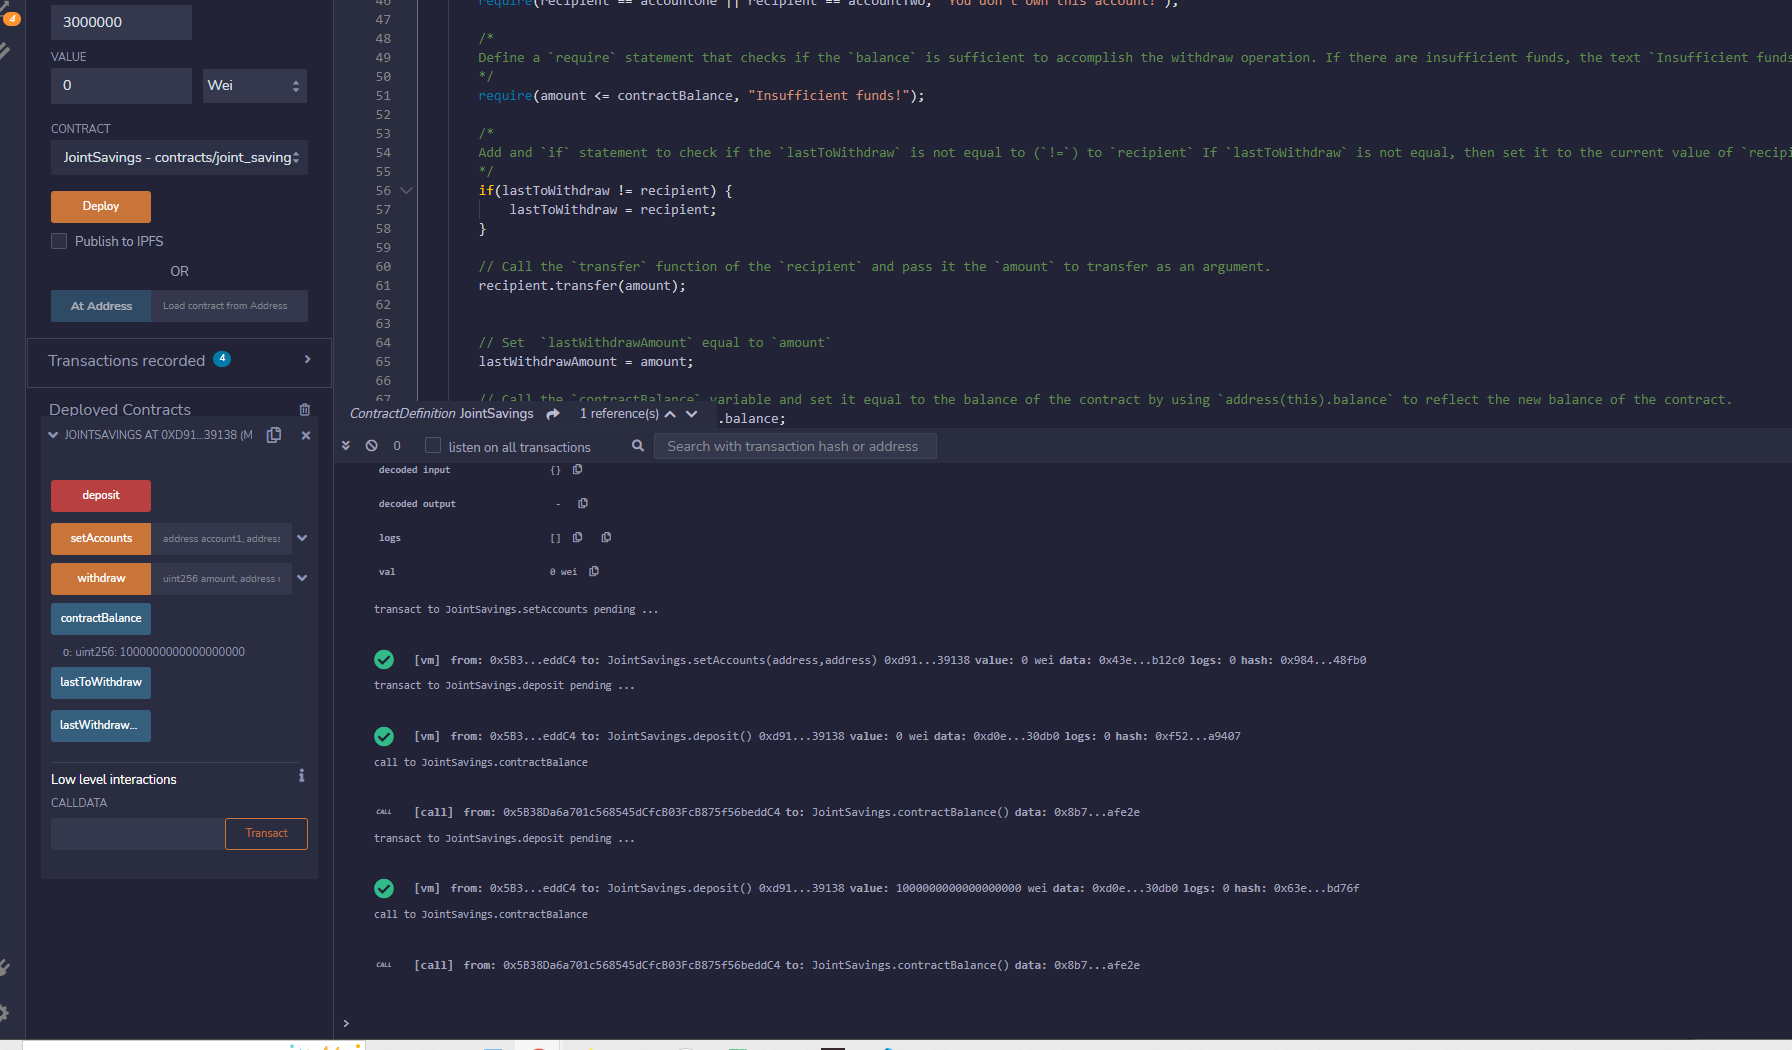 4
3000000
VALUE
0
Wei
CONTRACT
JointSavings - contracts/joint_saving
Deploy
Publish to IPFS
OR
At Address
Load contract from Address
Transactions recorded 4
Deployed Contracts
JOINTSAVINGS AT 0XD91...39138 (M
deposit
setAccounts
address account1, address
withdraw
uint256 amount, address r
contractBalance
0: uint256: 1000000000000000000
lastToWithdraw
lastWithdraw...
Low level interactions
i
CALLDATA
Transact
46 require(recipient == accountOne || recipient == accountTwo, "You don't own this account!");
47
48 /*
49 Define a `require` statement that checks if the `balance` is sufficient to accomplish the withdraw operation. If there are insufficient funds, the text `Insufficient funds
50 */
51 require(amount <= contractBalance, "Insufficient funds!");
52
53 /*
54 Add and `if` statement to check if the `lastToWithdraw` is not equal to (`!=`) to `recipient` If `lastToWithdraw` is not equal, then set it to the current value of `recipi
55 */
56 if(lastToWithdraw != recipient) {
57 lastToWithdraw = recipient;
58 }
59
60 // Call the `transfer` function of the `recipient` and pass it the `amount` to transfer as an argument.
61 recipient.transfer(amount);
62
63
64 // Set  `lastWithdrawAmount` equal to `amount`
65 lastWithdrawAmount = amount;
66
67 // Call the `contractBalance` variable and set it equal to the balance of the contract by using `address(this).balance` to reflect the new balance of the contract.
ContractDefinition JointSavings 1 reference(s)
.balance;
0
listen on all transactions
Search with transaction hash or address
decoded input {}
decoded output -
logs []
val 0 wei
transact to JointSavings.setAccounts pending ...
[vm] from: 0x5B3...eddC4 to: JointSavings.setAccounts(address,address) 0xd91...39138 value: 0 wei data: 0x43e...b12c0 logs: 0 hash: 0x984...48fb0
transact to JointSavings.deposit pending ...
[vm] from: 0x5B3...eddC4 to: JointSavings.deposit() 0xd91...39138 value: 0 wei data: 0xd0e...30db0 logs: 0 hash: 0xf52...a9407
call to JointSavings.contractBalance
CALL [call] from: 0x5B38Da6a701c568545dCfcB03FcB875f56beddC4 to: JointSavings.contractBalance() data: 0x8b7...afe2e
transact to JointSavings.deposit pending ...
[vm] from: 0x5B3...eddC4 to: JointSavings.deposit() 0xd91...39138 value: 1000000000000000000 wei data: 0xd0e...30db0 logs: 0 hash: 0x63e...bd76f
call to JointSavings.contractBalance
CALL [call] from: 0x5B38Da6a701c568545dCfcB03FcB875f56beddC4 to: JointSavings.contractBalance() data: 0x8b7...afe2e
>